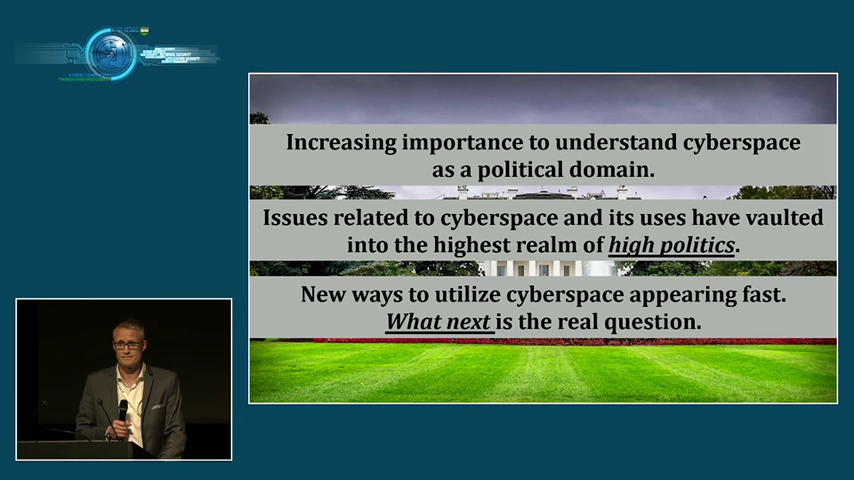 Increasing importance to understand cyberspace
as a political domain.
Issues related to cyberspace and its uses have vaulted
into the highest realm of high politics.
New ways to utilize cyberspace appearing fast.
What next is the real question.